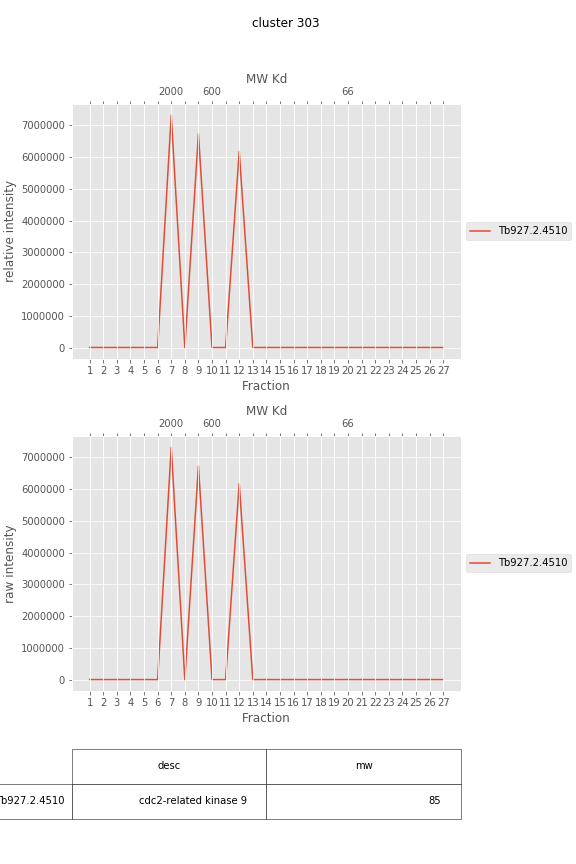 cluster 303
MW Kd
2000 600 66
7000000
6000000
5000000
4000000
3000000
2000000
1000000
0
relative intensity
Tb927.2.4510
1 2 3 4 5 6 7 8 9 10 11 12 13 14 15 16 17 18 19 20 21 22 23 24 25 26 27
Fraction
MW Kd
2000 600 66
7000000
6000000
5000000
4000000
3000000
2000000
1000000
0
raw intensity
Tb927.2.4510
1 2 3 4 5 6 7 8 9 10 11 12 13 14 15 16 17 18 19 20 21 22 23 24 25 26 27
Fraction
desc mw
b927.2.4510 cdc2-related kinase 9 85